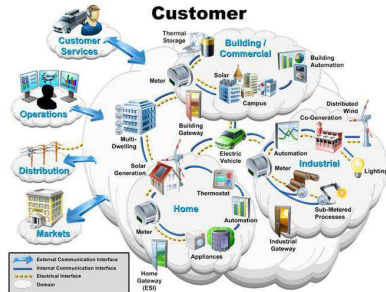 Customer
Customer
Services
Thermal
Storage
Building /
Commercial
Building
Automation
Meter
Solar
Campus
Operations
Multi-
Dwelling
Building
Gateway
Electric
Vehicle
Distributed
Wind
Co-Generation
Automation
Industrial
Meter
Lighting
Distribution
Solar
Generation
Thermostat
Home
Automation
Sub-Metered
Processes
Markets
Meter
Appliances
Industrial
Gateway
Home
Gateway
(ESI)
External Communication Interface
Internal Communication Interface
Electrical Interface
Domain